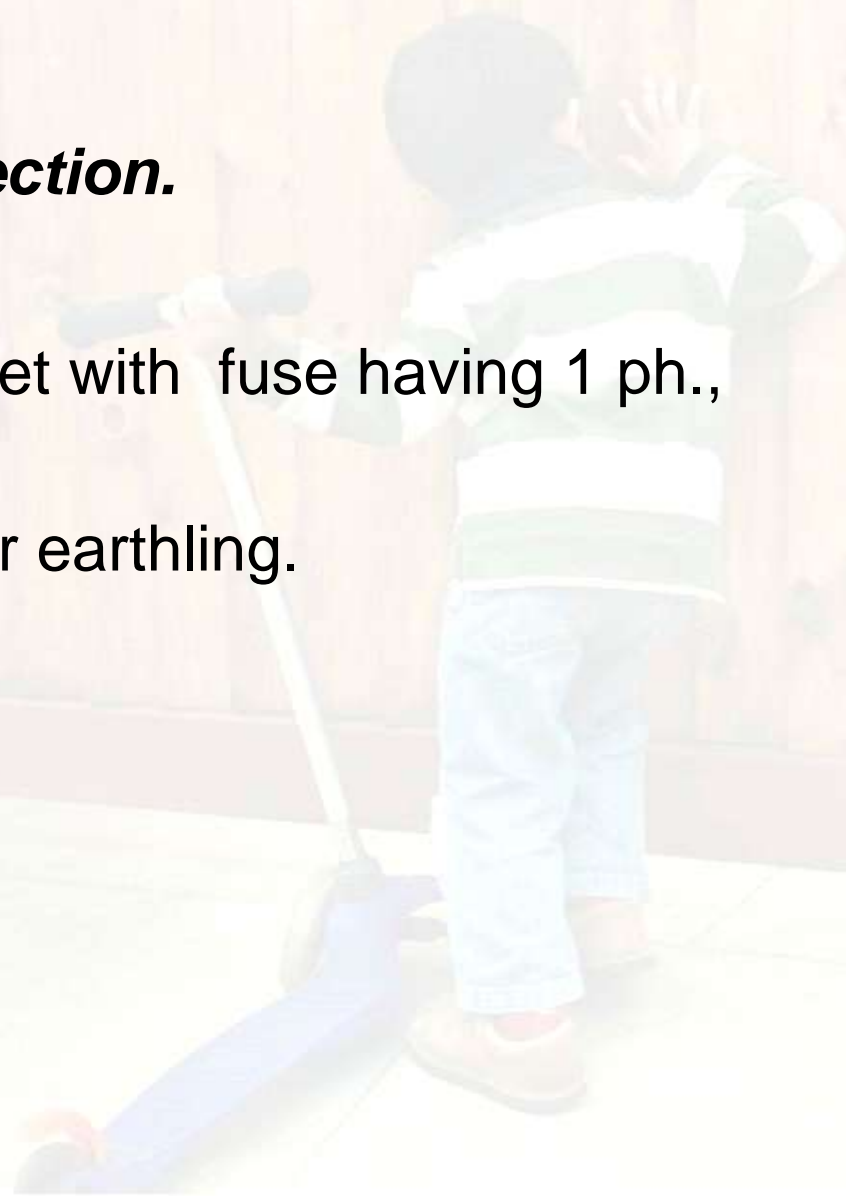 ection.
et with  fuse having 1 ph.,
r earthling.